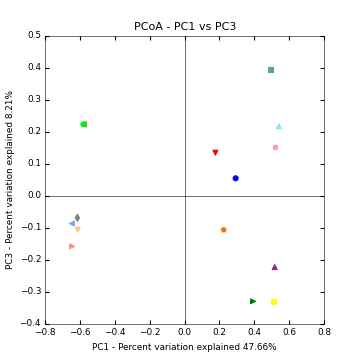 PCoA - PC1 vs PC3
0.5
0.4
0.3
0.2
0.1
0.0
−0.1
−0.2
−0.3
−0.4
−0.8 −0.6 −0.4 −0.2 0.0 0.2 0.4 0.6 0.8
PC3 - Percent variation explained 8.21%
PC1 - Percent variation explained 47.66%